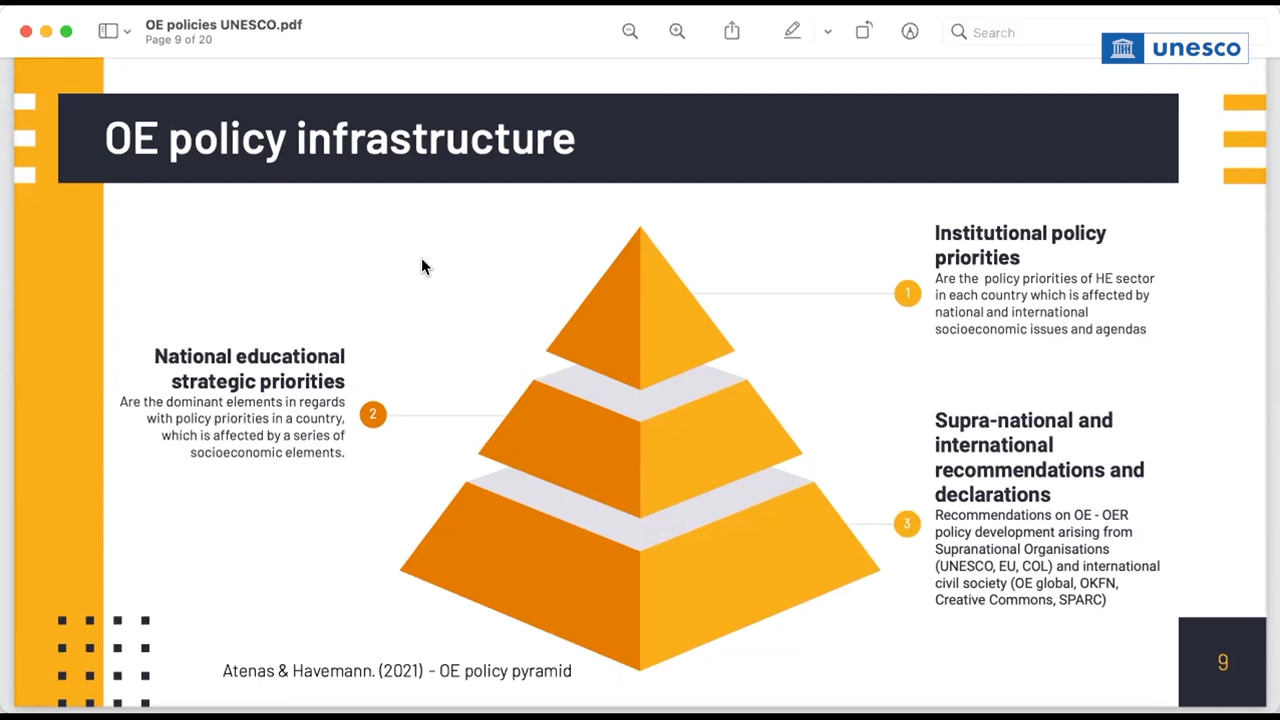 OE policies UNESCO.pdf
Page 9 of 20
Search
unesco
OE policy infrastructure
Institutional policy
priorities
Are the policy priorities of HE sector
in each country which is affected by
national and international
socioeconomic issues and agendas
1
National educational
strategic priorities
Are the dominant elements in regards
with policy priorities in a country,
which is affected by a series of
socioeconomic elements.
2
Supra-national and
international
recommendations and
declarations
Recommendations on OE - OER
policy development arising from
Supranational Organisations
(UNESCO, EU, COL) and international
civil society (OE global, OKFN,
Creative Commons, SPARC)
3
Atenas & Havemann. (2021) - OE policy pyramid
9